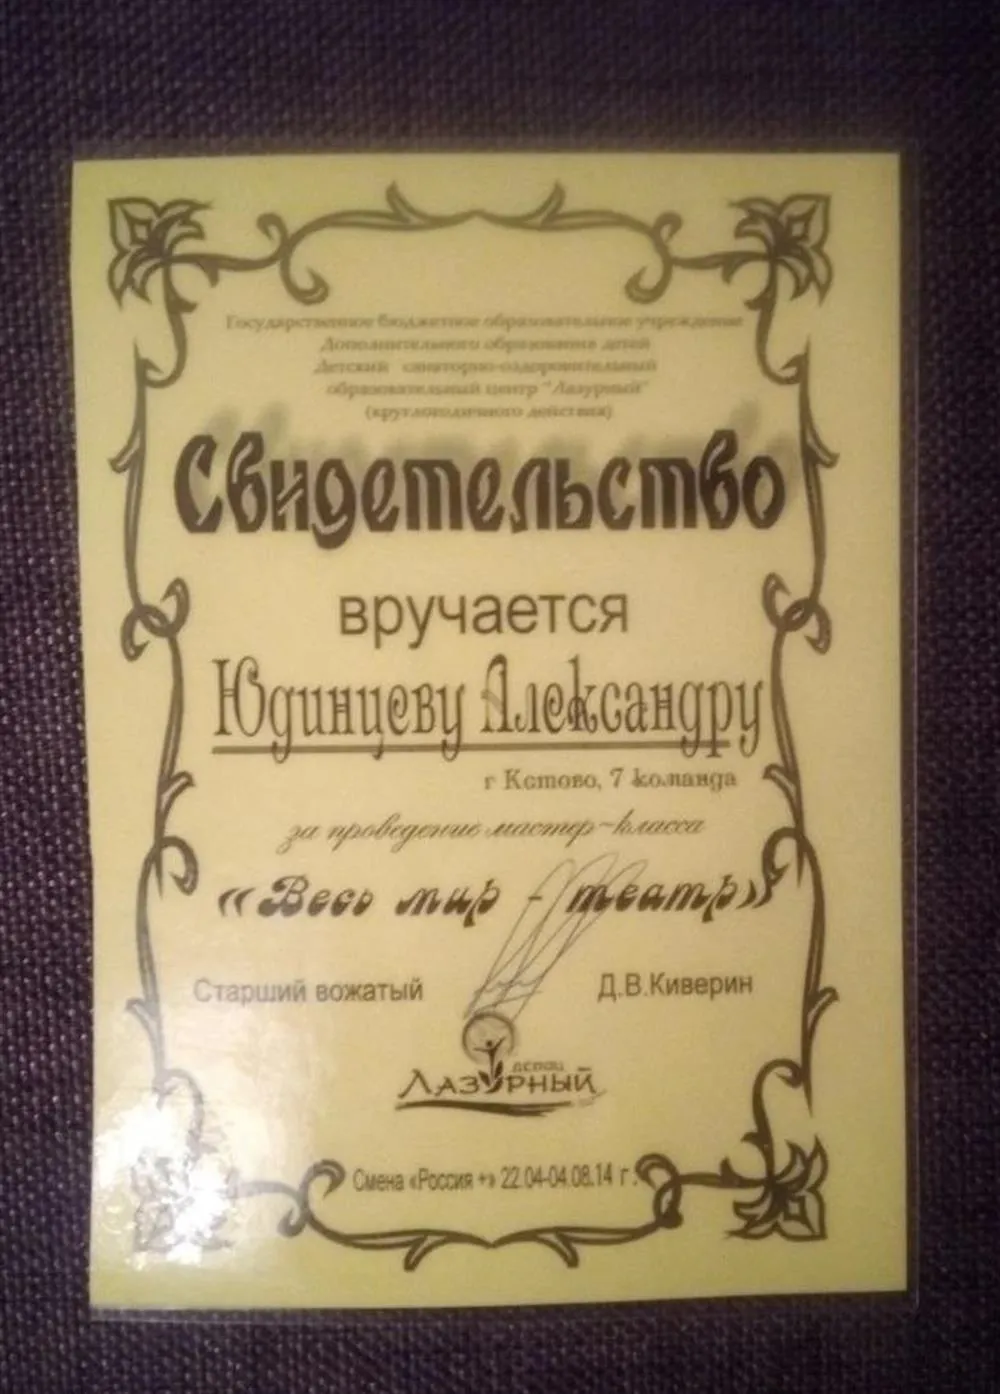 Государственное бюджетное образовательное учреждение
Дополнительного образования детей
Детский санаторно-оздоровительный
образовательный центр "Лазурный"
(круглогодичного действия)
Свидетельство
вручается
Юдинцеву Александру
г Кстово, 7 команда
за проведение мастер-класса
«Весь мир - театр»
Старший вожатый Д.В.Киверин
Лазурный
Смена «Россия +» 22.04-04.08.14 г.